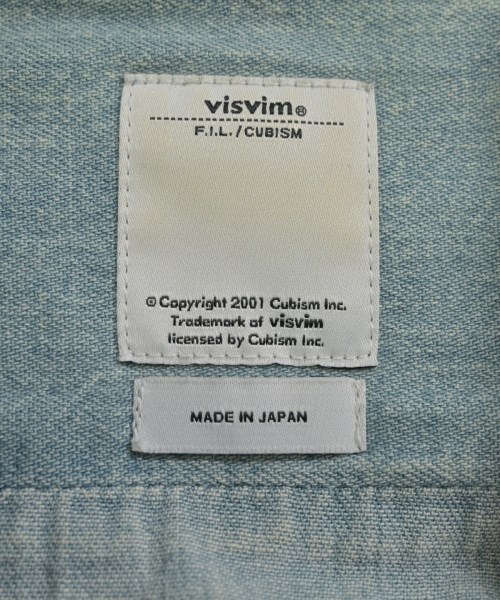 visvim®
F.I.L./CUBISM
© Copyright 2001 Cubism Inc.
Trademark of visvim
licensed by Cubism Inc.
MADE IN JAPAN